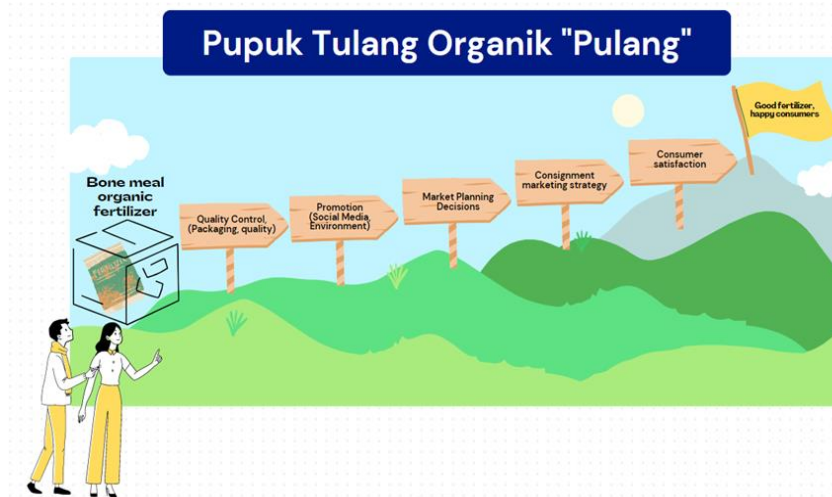 Pupuk Tulang Organik "Pulang"
Good fertilizer,
happy consumers
Consumer
satisfaction
Consignment
marketing strategy
Market Planning
Decisions
Promotion
(Social Media,
Environment)
Quality Control,
(Packaging, quality)
Bone meal
organic
fertilizer